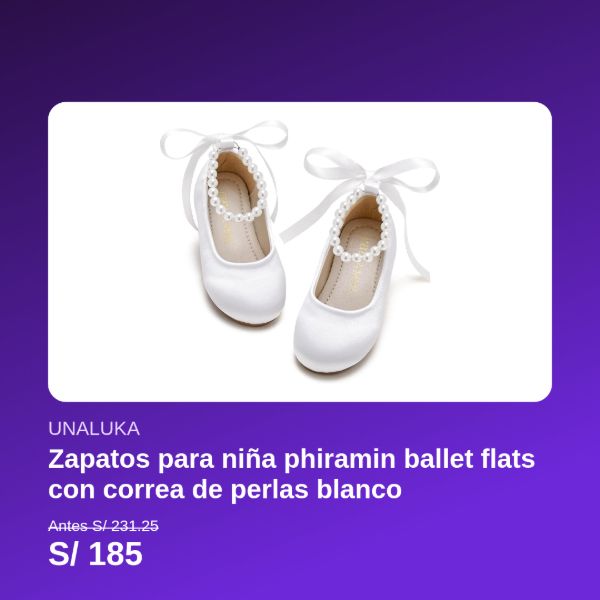 UNALUKA
Zapatos para niña phiramin ballet flats
con correa de perlas blanco
Antes S/ 231.25
S/ 185